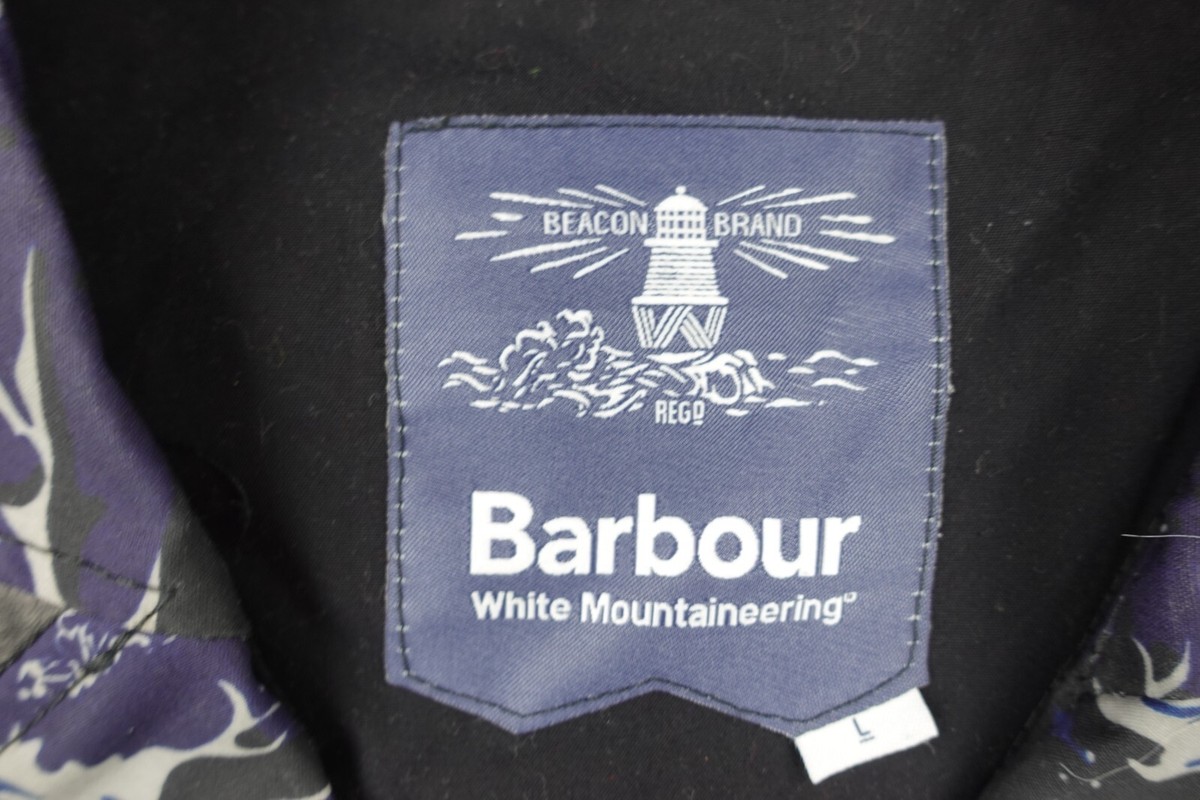 BEACON BRAND
REGD
Barbour
White Mountaineering
L